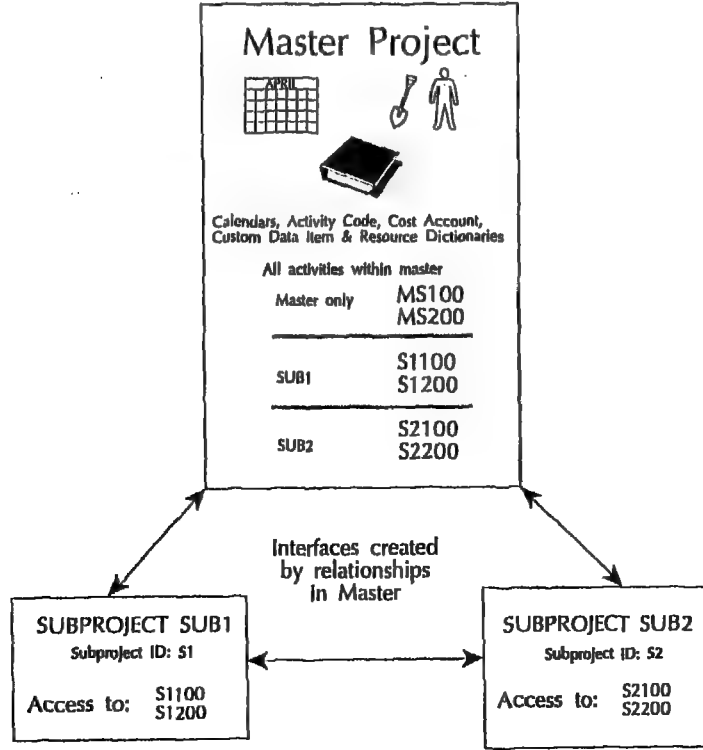 Master Project
APRIL
Calendars, Activity Code, Cost Account,
Custom Data Item & Resource Dictionaries
All activities within master
Master only
MS100
MS200
SUB1
S1100
S1200
SUB2
S2100
S2200
Interfaces created
by relationships
in Master
SUBPROJECT SUB1
Subproject ID: S1
Access to:
S1100
S1200
SUBPROJECT SUB2
Subproject ID: S2
Access to:
S2100
S2200